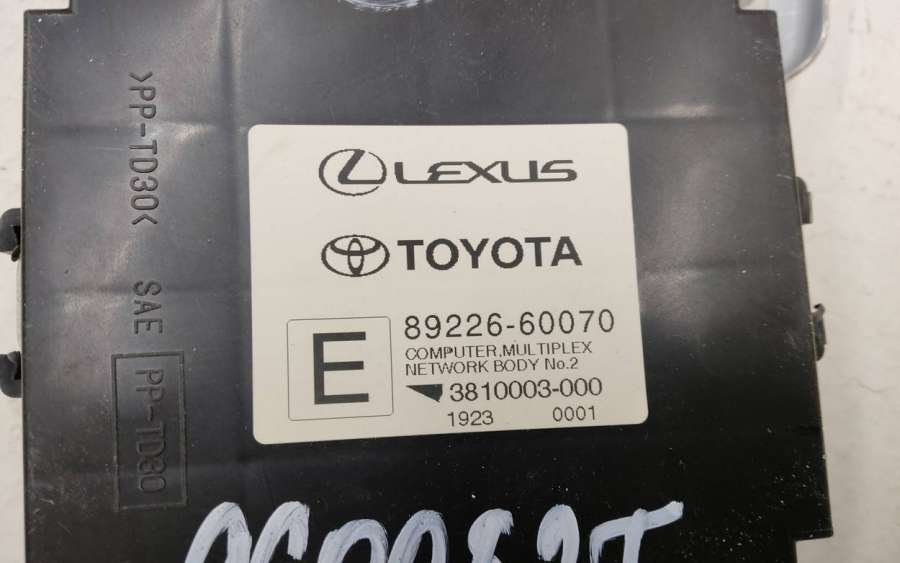 >PP-TD30< SAE PP-TD30
LEXUS
TOYOTA
E
89226-60070
COMPUTER,MULTIPLEX
NETWORK BODY No.2
3810003-000
1923 0001